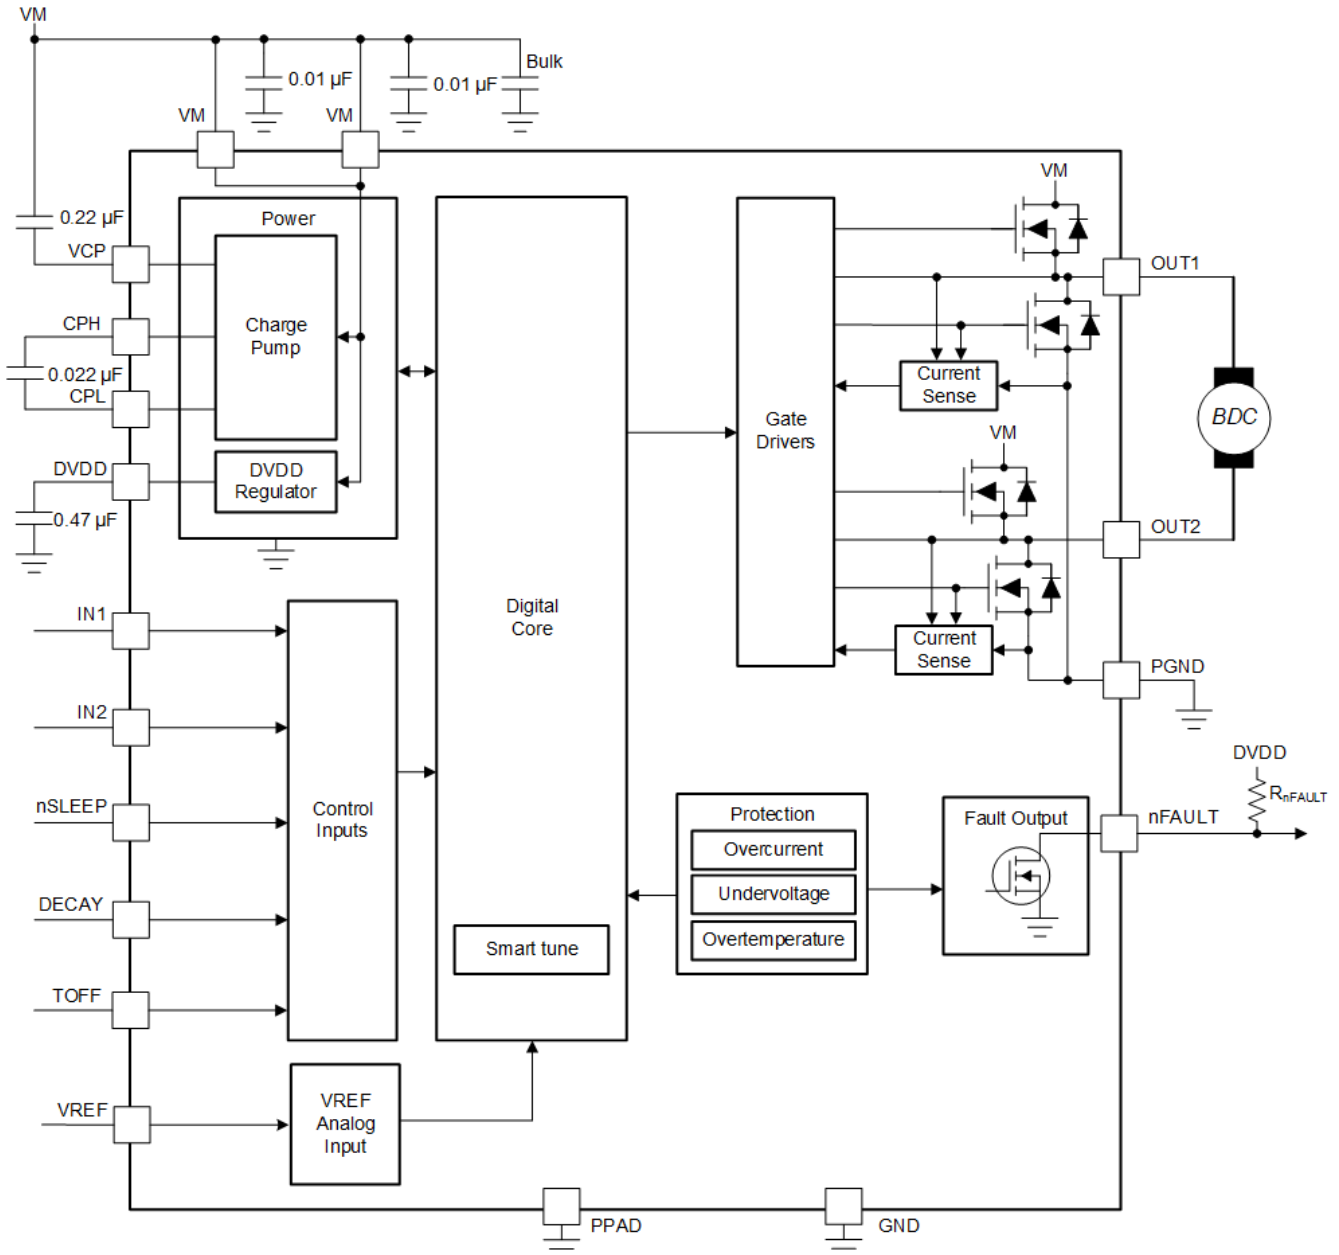 VM
0.01 µF
0.01 µF
Bulk
VM
VM
0.22 µF
VCP
CPH
0.022 µF
CPL
DVDD
0.47 µF
Power
Charge
Pump
DVDD
Regulator
IN1
IN2
nSLEEP
DECAY
TOFF
VREF
Control
Inputs
VREF
Analog
Input
Digital
Core
Smart tune
Gate
Drivers
VM
Current
Sense
VM
Current
Sense
OUT1
BDC
OUT2
PGND
Protection
Overcurrent
Undervoltage
Overtemperature
Fault Output
DVDD
RnFAULT
nFAULT
PPAD
GND